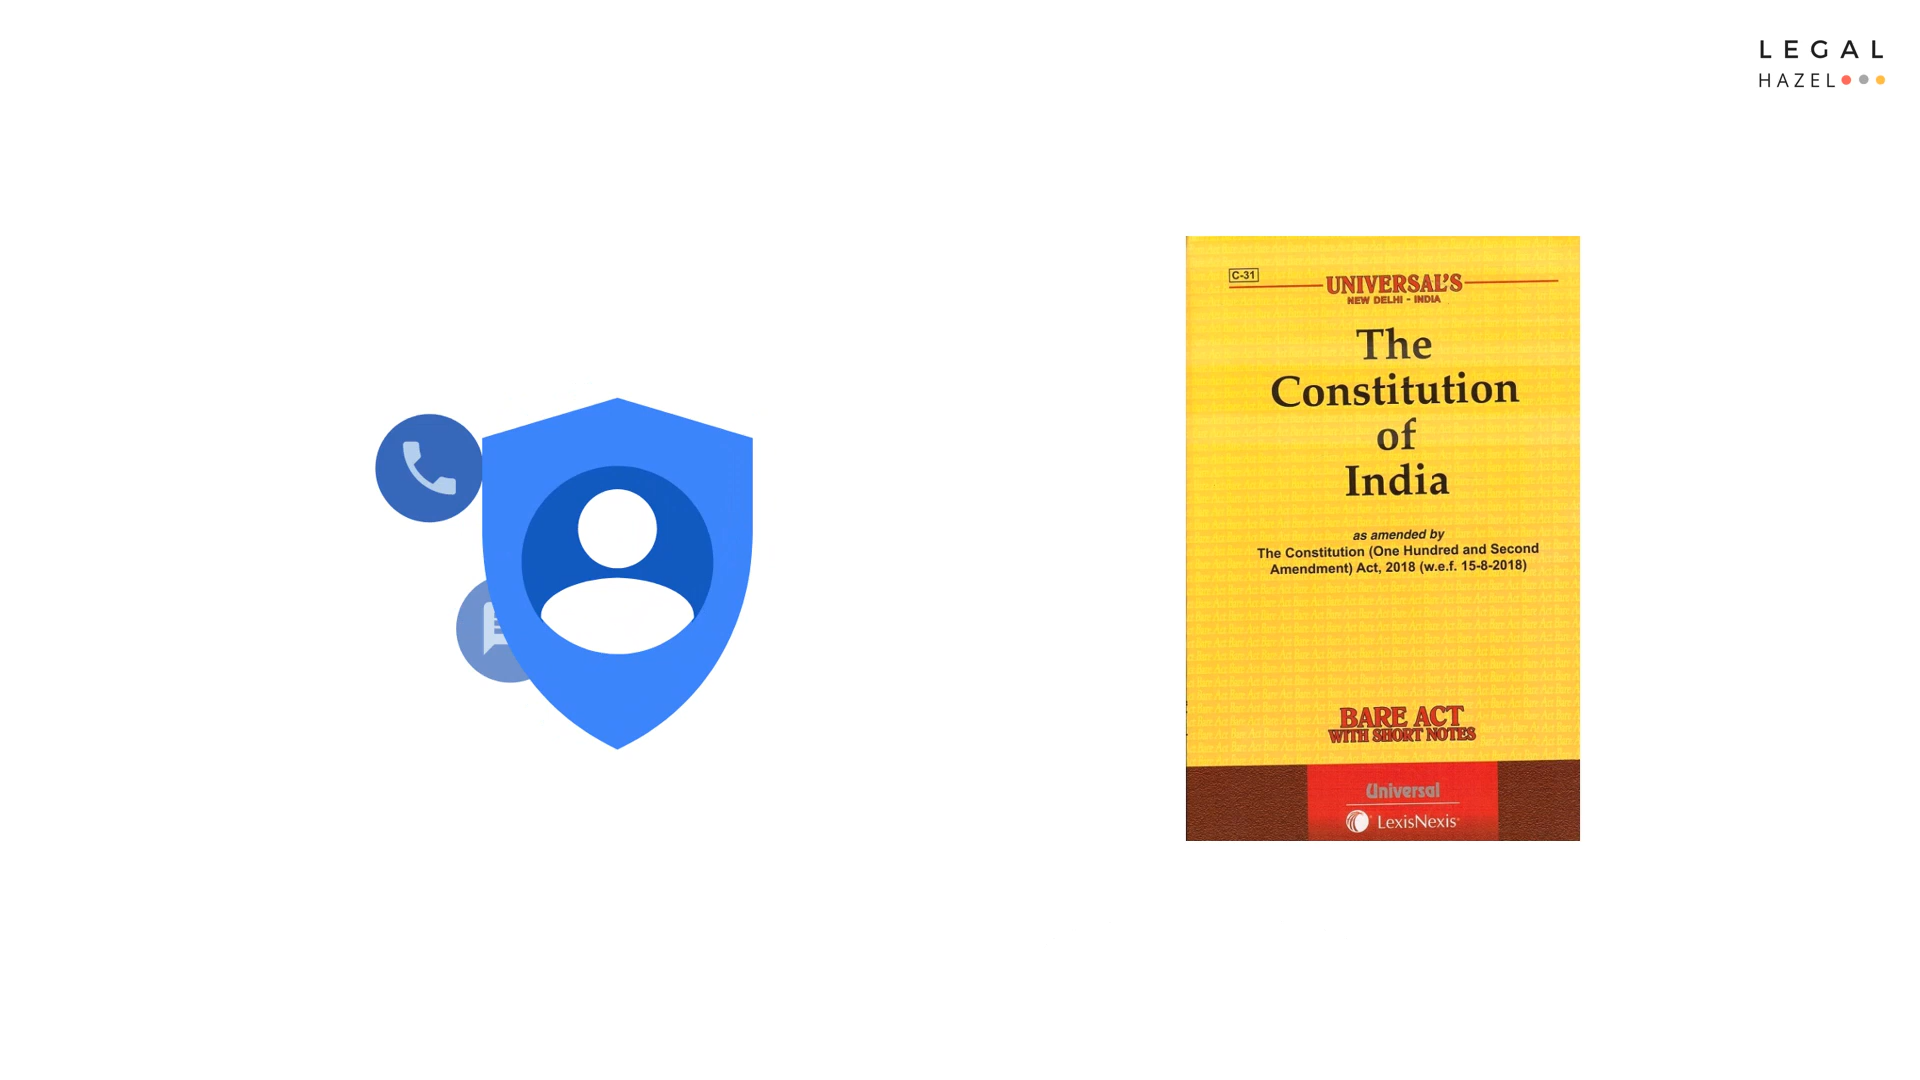 LEGAL
HAZEL
C-31
UNIVERSAL'S
NEW DELHI - INDIA
The
Constitution
of
India
as amended by
The Constitution (One Hundred and Second
Amendment) Act, 2018 (w.e.f. 15-8-2018)
BARE ACT
WITH SHORT NOTES
Universal
LexisNexis